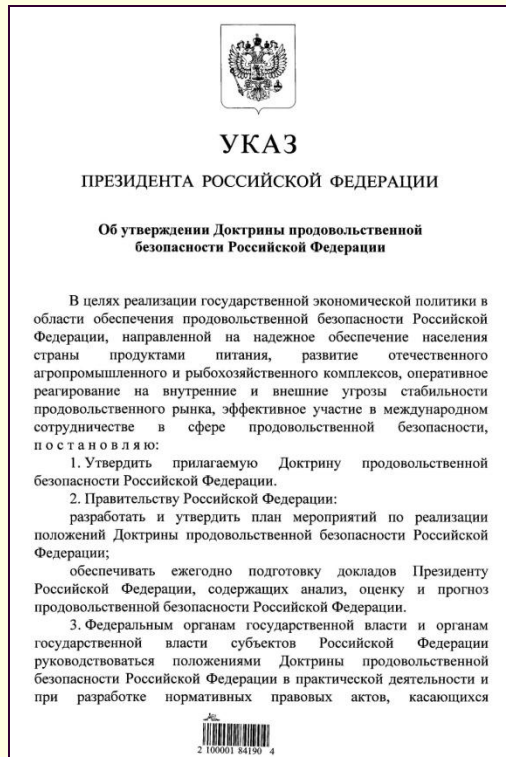 УКАЗ
ПРЕЗИДЕНТА РОССИЙСКОЙ ФЕДЕРАЦИИ
Об утверждении Доктрины продовольственной
безопасности Российской Федерации
В целях реализации государственной экономической политики в
области обеспечения продовольственной безопасности Российской
Федерации, направленной на надежное обеспечение населения
страны продуктами питания, развитие отечественного
агропромышленного и рыбохозяйственного комплексов, оперативное
реагирование на внутренние и внешние угрозы стабильности
продовольственного рынка, эффективное участие в международном
сотрудничестве в сфере продовольственной безопасности,
п о с т а н о в л я ю:
1. Утвердить прилагаемую Доктрину продовольственной
безопасности Российской Федерации.
2. Правительству Российской Федерации:
разработать и утвердить план мероприятий по реализации
положений Доктрины продовольственной безопасности Российской
Федерации;
обеспечивать ежегодно подготовку докладов Президенту
Российской Федерации, содержащих анализ, оценку и прогноз
продовольственной безопасности Российской Федерации.
3. Федеральным органам государственной власти и органам
государственной власти субъектов Российской Федерации
руководствоваться положениями Доктрины продовольственной
безопасности Российской Федерации в практической деятельности и
при разработке нормативных правовых актов, касающихся
2 100001 84190 4